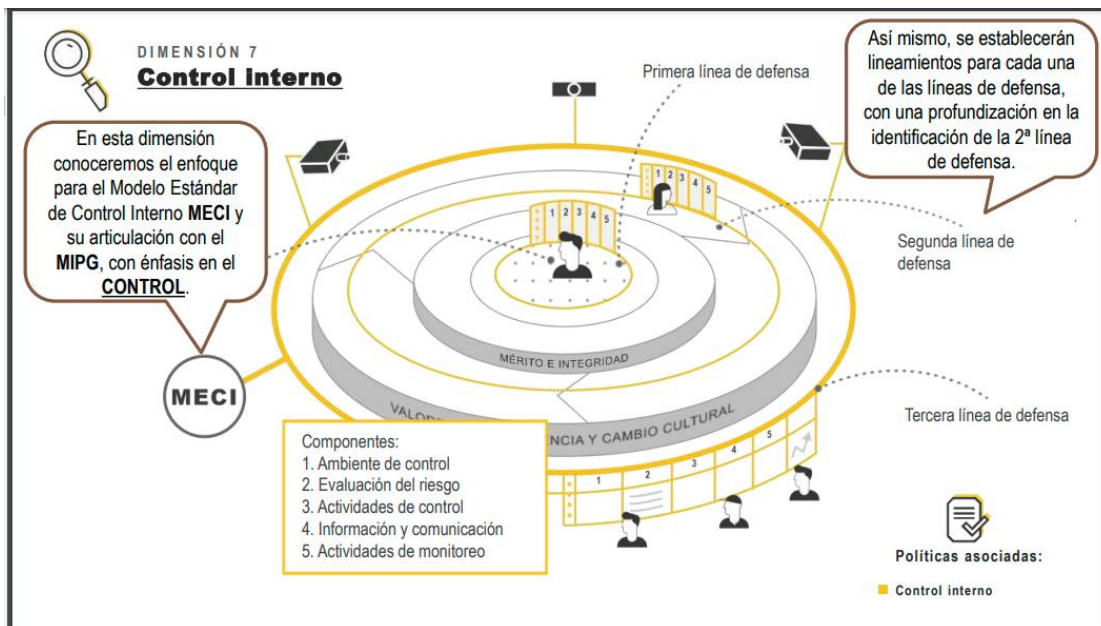 DIMENSIÓN 7
Control interno
En esta dimensión
conoceremos el enfoque
para el Modelo Estándar
de Control Interno MECI y
su articulación con el
MIPG, con énfasis en el
CONTROL.
Primera línea de defensa
Así mismo, se establecerán
lineamientos para cada una
de las líneas de defensa,
con una profundización en la
identificación de la 2ª línea
de defensa.
1 2 3 4 5
1 2 3 4 5
Segunda línea de
defensa
MÉRITO E INTEGRIDAD
MECI
ENCIA Y CAMBIO CULTURAL
Tercera línea de defensa
Componentes:
1. Ambiente de control
2. Evaluación del riesgo
3. Actividades de control
4. Información y comunicación
5. Actividades de monitoreo
1 2 3 4 5
Políticas asociadas:
Control interno